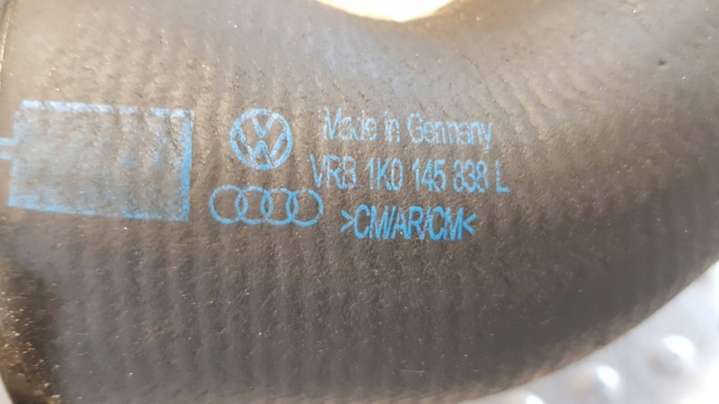 Made in Germany
VRB 1K0 145 838 L
>CM/AR/CM<